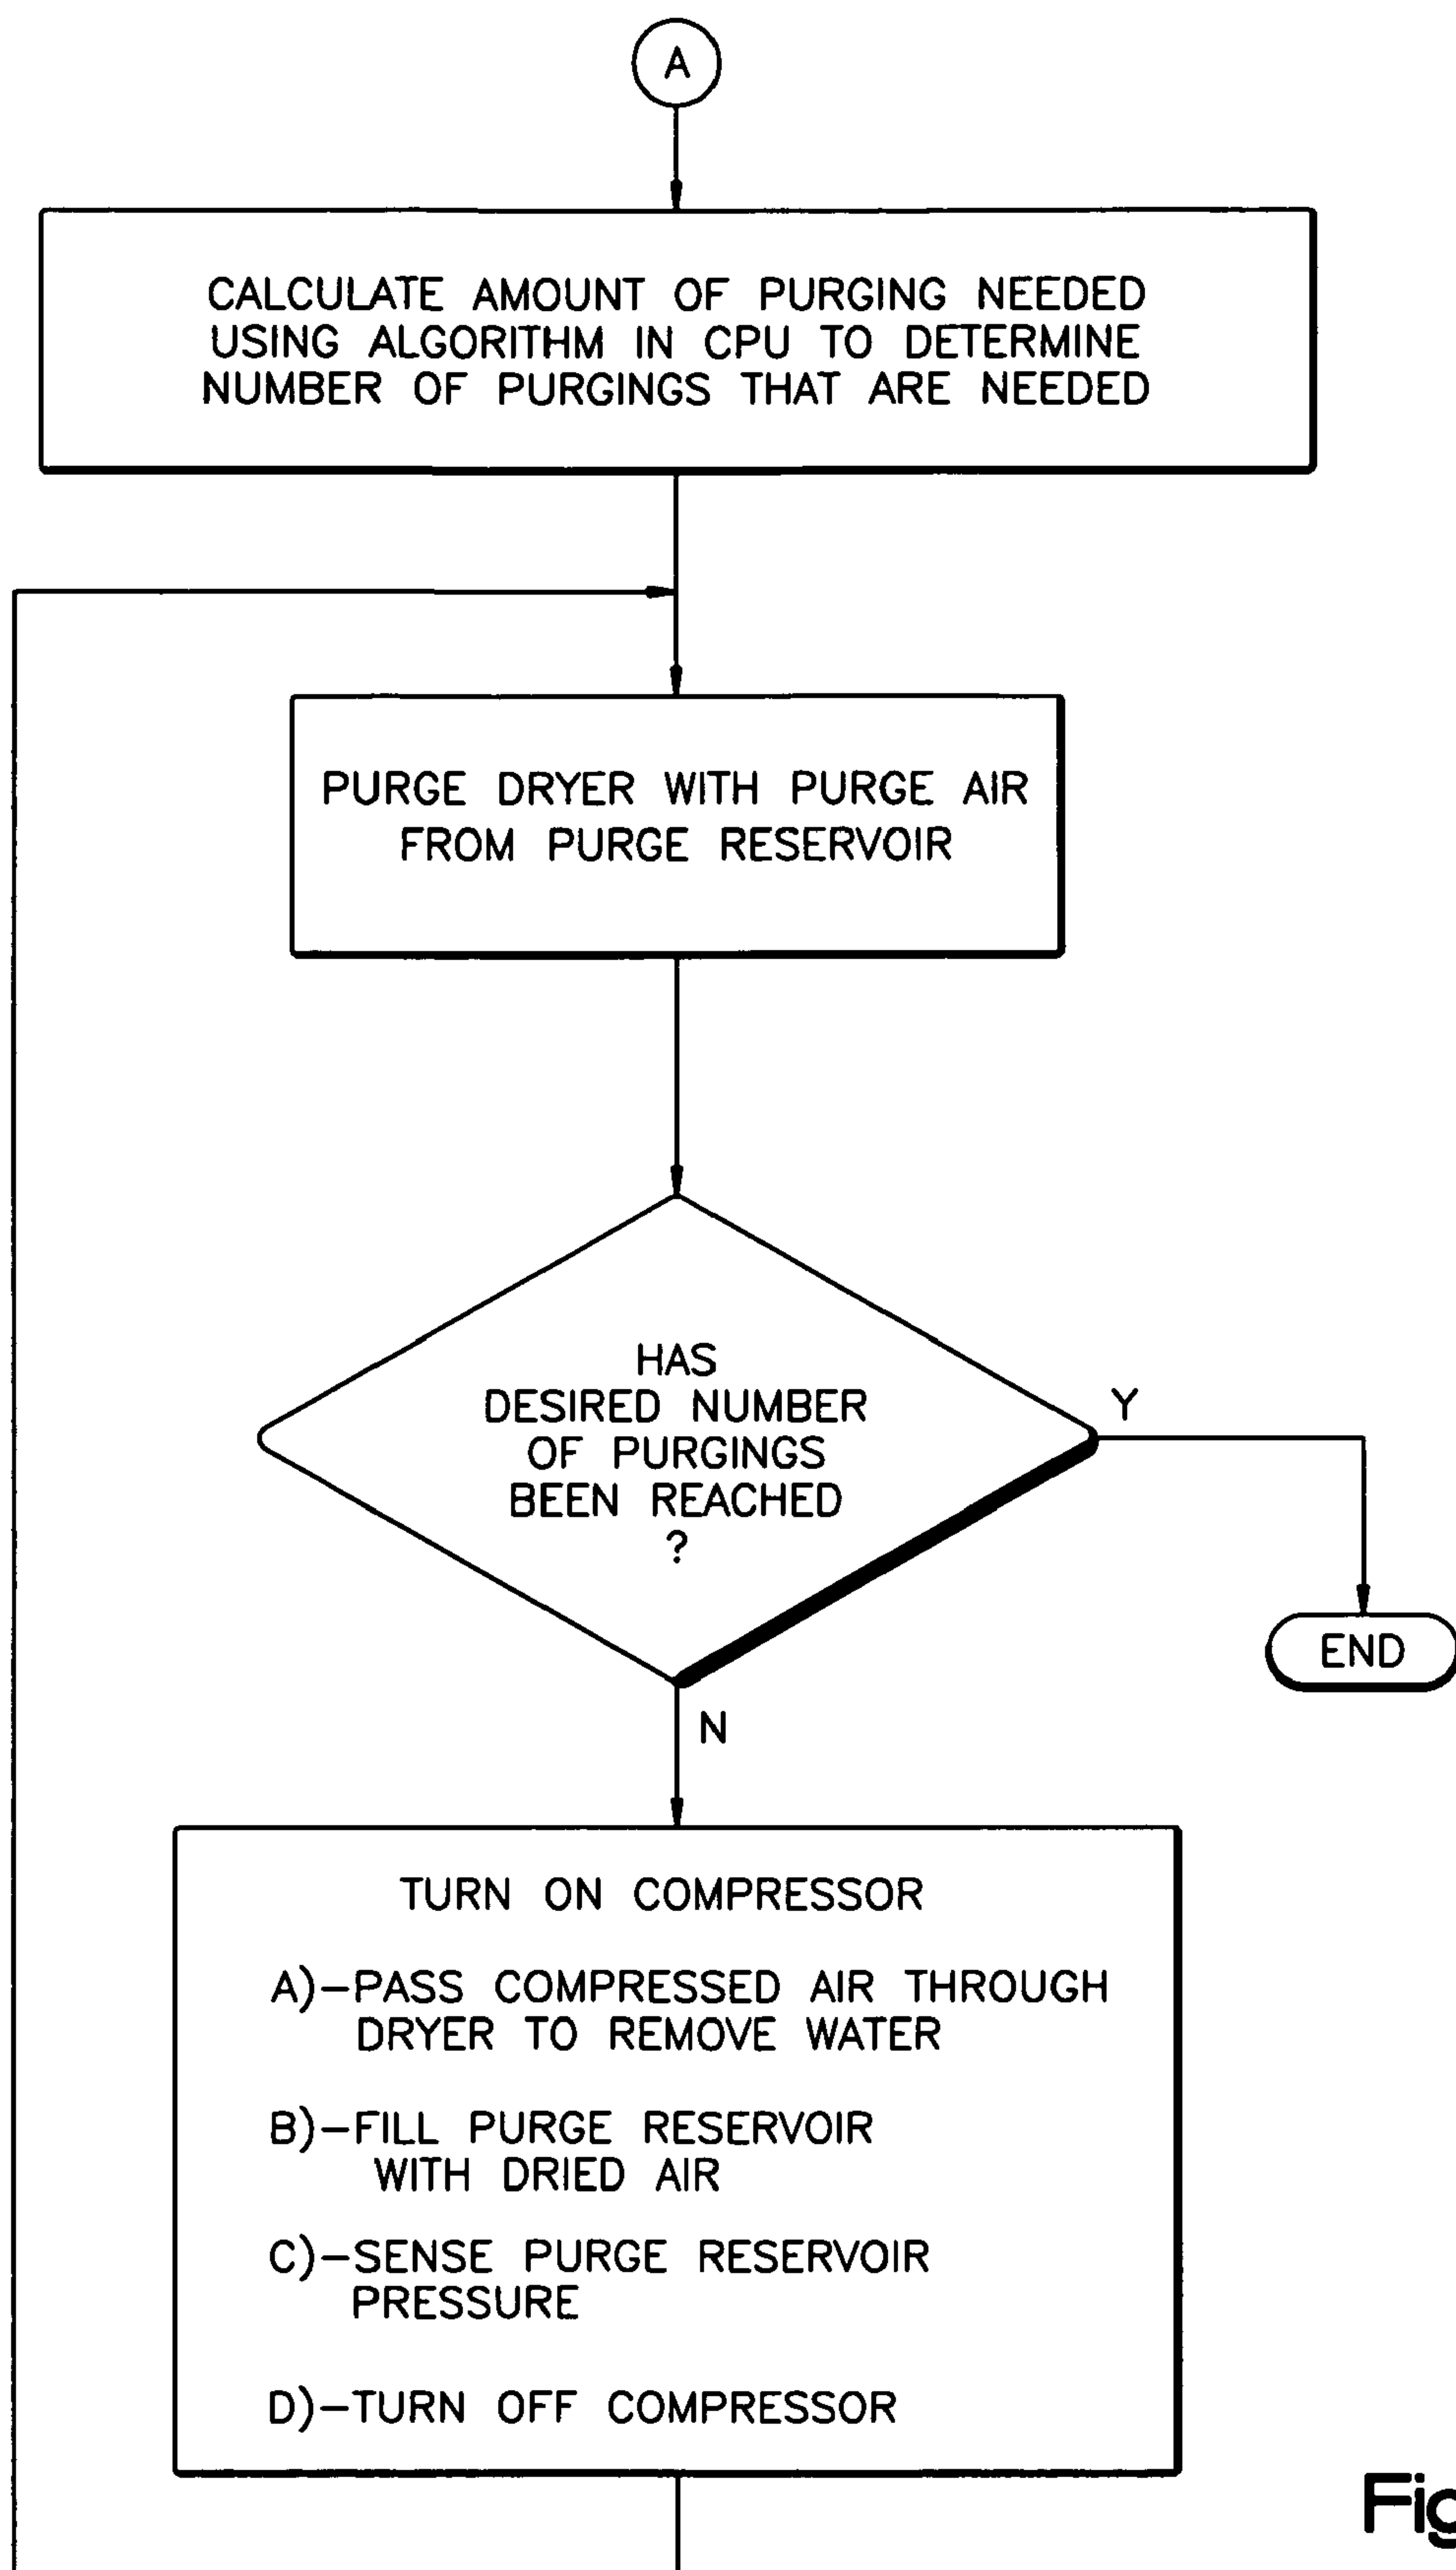 A
CALCULATE AMOUNT OF PURGING NEEDED
USING ALGORITHM IN CPU TO DETERMINE
NUMBER OF PURGINGS THAT ARE NEEDED
PURGE DRYER WITH PURGE AIR
FROM PURGE RESERVOIR
HAS
DESIRED NUMBER
OF PURGINGS
BEEN REACHED
?
Y
END
N
TURN ON COMPRESSOR
A)-PASS COMPRESSED AIR THROUGH
DRYER TO REMOVE WATER
B)-FILL PURGE RESERVOIR
WITH DRIED AIR
C)-SENSE PURGE RESERVOIR
PRESSURE
D)-TURN OFF COMPRESSOR
Fig